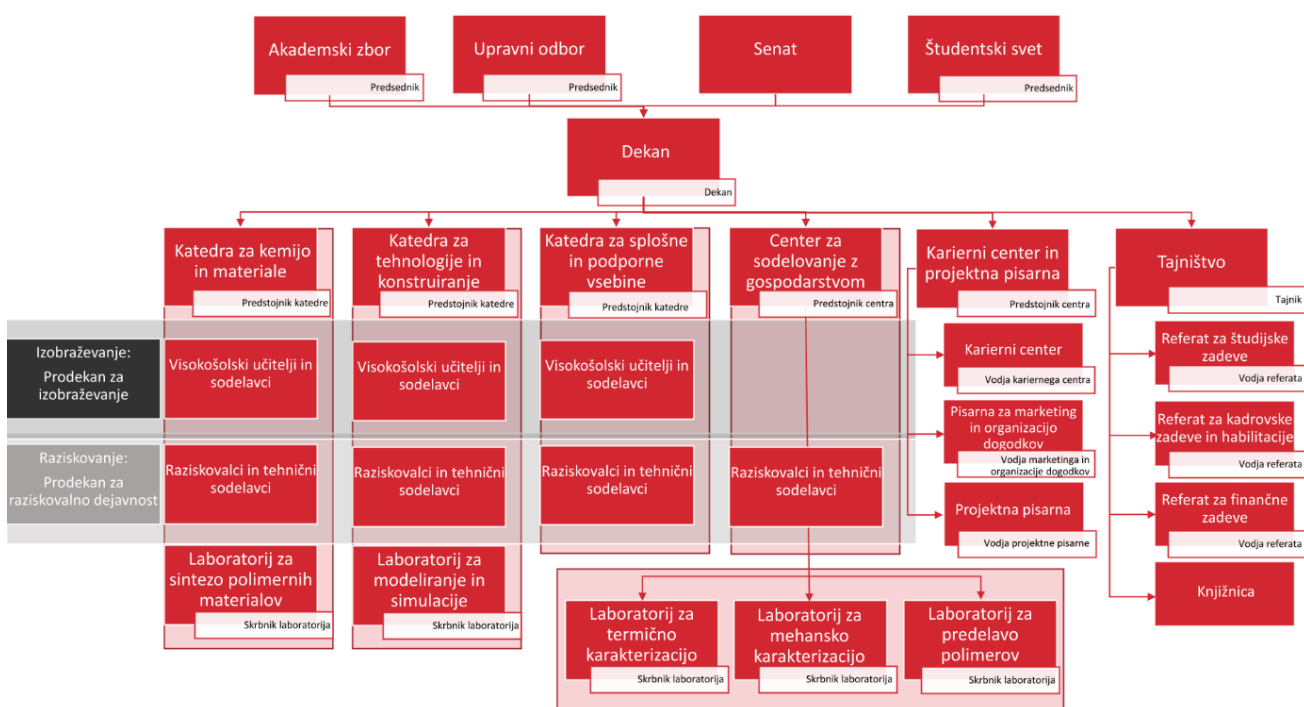 Akademski zbor
Predsednik
Upravni odbor
Predsednik
Senat
Študentski svet
Predsednik
Dekan
Dekan
Katedra za kemijo
in materiale
Predstojnik katedre
Katedra za
tehnologije in
konstruiranje
Predstojnik katedre
Katedra za splošne
in podporne
vsebine
Predstojnik katedre
Center za
sodelovanje z
gospodarstvom
Predstojnik centra
Karierni center in
projektna pisarna
Predstojnik centra
Tajništvo
Tajnik
Izobraževanje:
Prodekan za
izobraževanje
Visokošolski učitelji in
sodelavci
Visokošolski učitelji in
sodelavci
Visokošolski učitelji in
sodelavci
Karierni center
Vodja kariernega centra
Referat za študijske
zadeve
Vodja referata
Pisarna za marketing
in organizacijo
dogodkov
Vodja marketinga in
organizacije dogodkov
Referat za kadrovske
zadeve in habilitacije
Vodja referata
Raziskovanje:
Prodekan za
raziskovalno dejavnost
Raziskovalci in tehnični
sodelavci
Raziskovalci in tehnični
sodelavci
Raziskovalci in tehnični
sodelavci
Raziskovalci in tehnični
sodelavci
Projektna pisarna
Vodja projektne pisarne
Referat za finančne
zadeve
Vodja referata
Laboratorij za
sintezo polimernih
materialov
Skrbnik laboratorija
Laboratorij za
modeliranje in
simulacije
Skrbnik laboratorija
Knjižnica
Laboratorij za
termično
karakterizacijo
Skrbnik laboratorija
Laboratorij za
mehansko
karakterizacijo
Skrbnik laboratorija
Laboratorij za
predelavo
polimerov
Skrbnik laboratorija